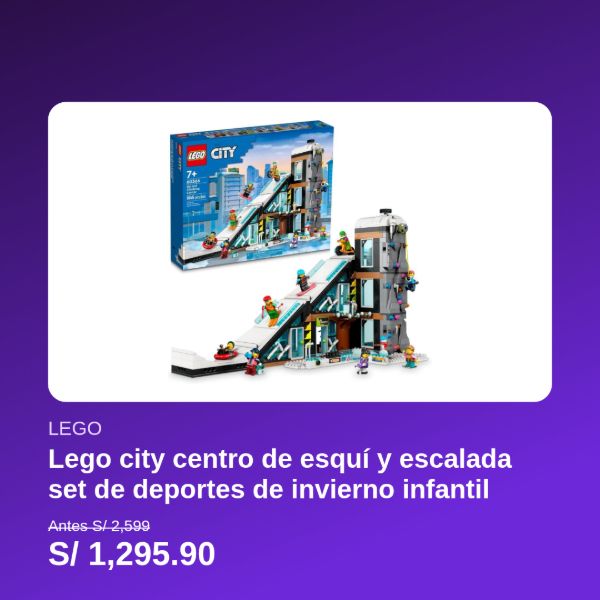 LEGO CITY
7+
LEGO
Lego city centro de esquí y escalada
set de deportes de invierno infantil
Antes S/ 2,599
S/ 1,295.90